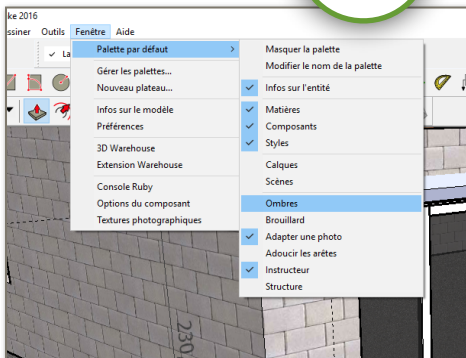 ke 2016
ssiner Outils Fenêtre Aide
La
Palette par défaut
Gérer les palettes...
Nouveau plateau...
Infos sur le modèle
Préférences
3D Warehouse
Extension Warehouse
Console Ruby
Options du composant
Textures photographiques
Masquer la palette
Modifier le nom de la palette
Infos sur l'entité
Matières
Composants
Styles
Calques
Scènes
Ombres
Brouillard
Adapter une photo
Adoucir les arêtes
Instructeur
Structure
230